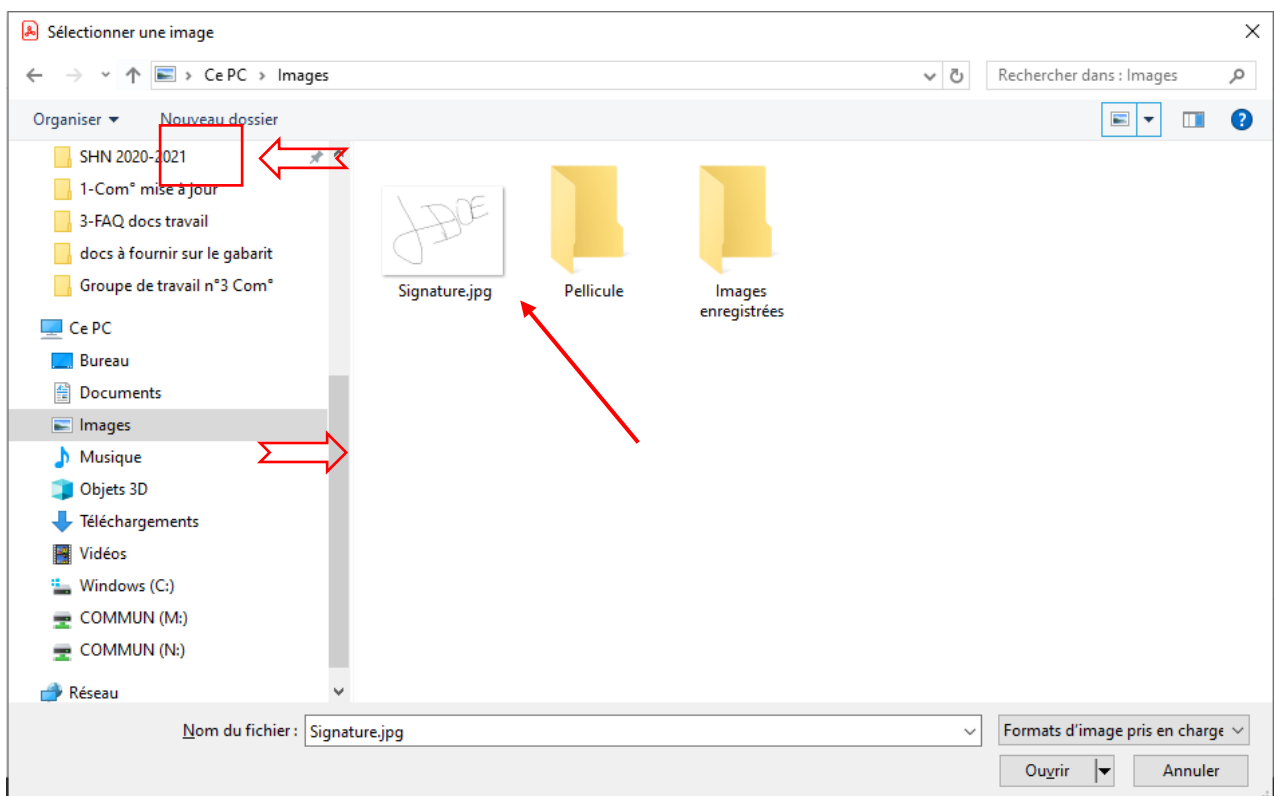 Sélectionner une image
Ce PC > Images
Rechercher dans : Images
Organiser
Nouveau dossier
SHN 2020-2021
1-Com° mise à jour
3-FAQ docs travail
docs à fournir sur le gabarit
Groupe de travail n°3 Com°
Ce PC
Bureau
Documents
Images
Musique
Objets 3D
Téléchargements
Vidéos
Windows (C:)
COMMUN (M:)
COMMUN (N:)
Réseau
JDOE
Signature.jpg
Pellicule
Images
enregistrées
Nom du fichier : Signature.jpg
Formats d'image pris en charge
Ouvrir
Annuler